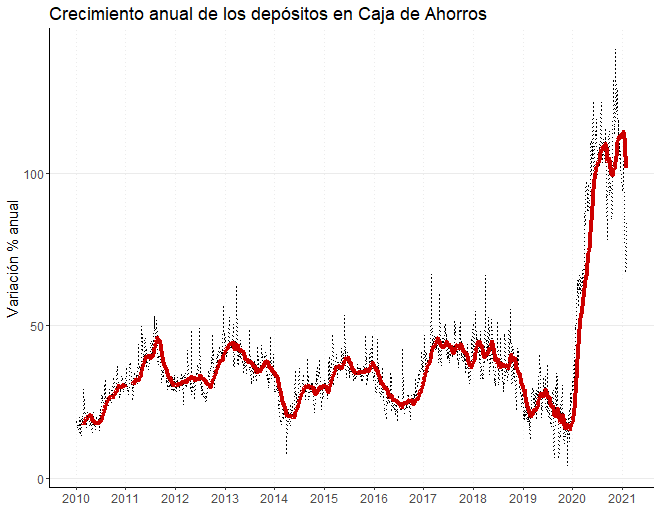 Crecimiento anual de los depósitos en Caja de Ahorros
Variación % anual
100
50
0
2010 2011 2012 2013 2014 2015 2016 2017 2018 2019 2020 2021